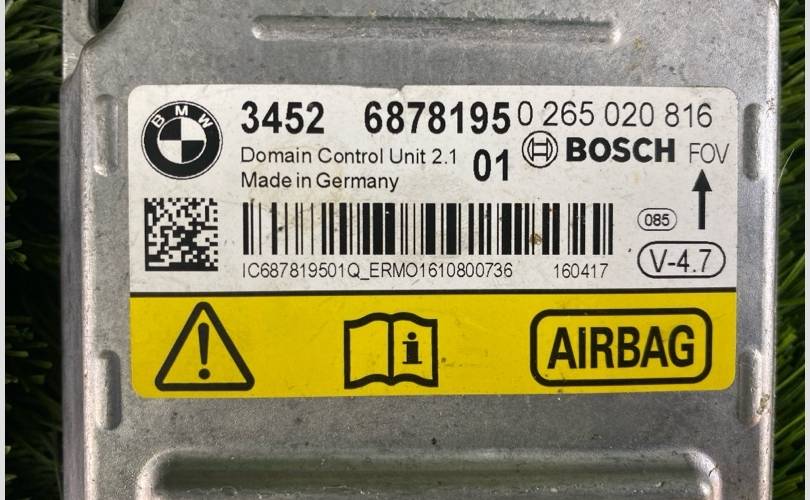 BMW
3452 6878195 0 265 020 816
Domain Control Unit 2.1 01 BOSCH FOV
Made in Germany
085
IC687819501Q_ERMO1610800736 160417
V-4.7
i AIRBAG